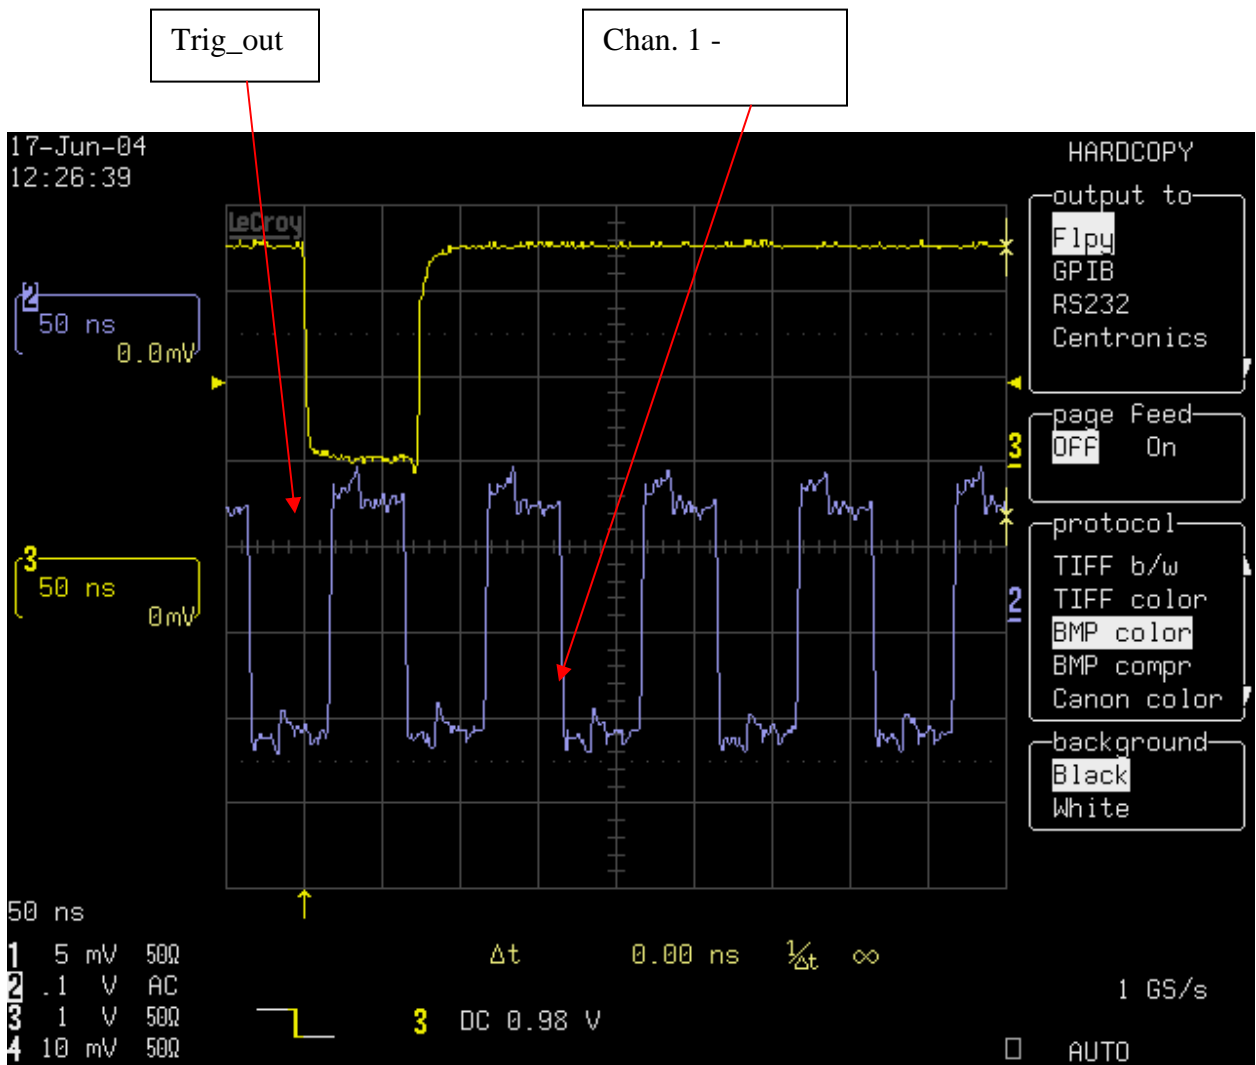 Trig_out
Chan. 1 -
17-Jun-04
12:26:39
HARDCOPY
output to
Flpy
GPIB
RS232
Centronics
LeCroy
2
50 ns
0.0mV
page feed
OFF On
3
3
50 ns
0mV
protocol
TIFF b/w
TIFF color
BMP color
BMP compr
Canon color
2
background
Black
White
50 ns
1 5 mV 50Ω
2 .1 V AC
3 1 V 50Ω
4 10 mV 50Ω
Δt 0.00 ns 1/Δt ∞
3 DC 0.98 V
1 GS/s
AUTO